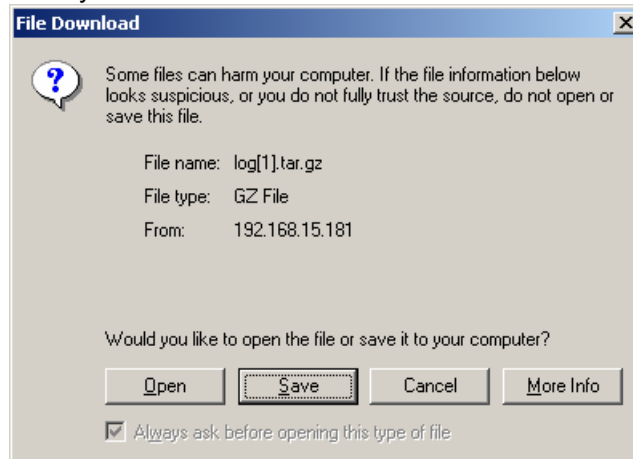 File Download
Some files can harm your computer. If the file information below
looks suspicious, or you do not fully trust the source, do not open or
save this file.
File name: log[1].tar.gz
File type: GZ File
From: 192.168.15.181
Would you like to open the file or save it to your computer?
Open Save Cancel More Info
Always ask before opening this type of file